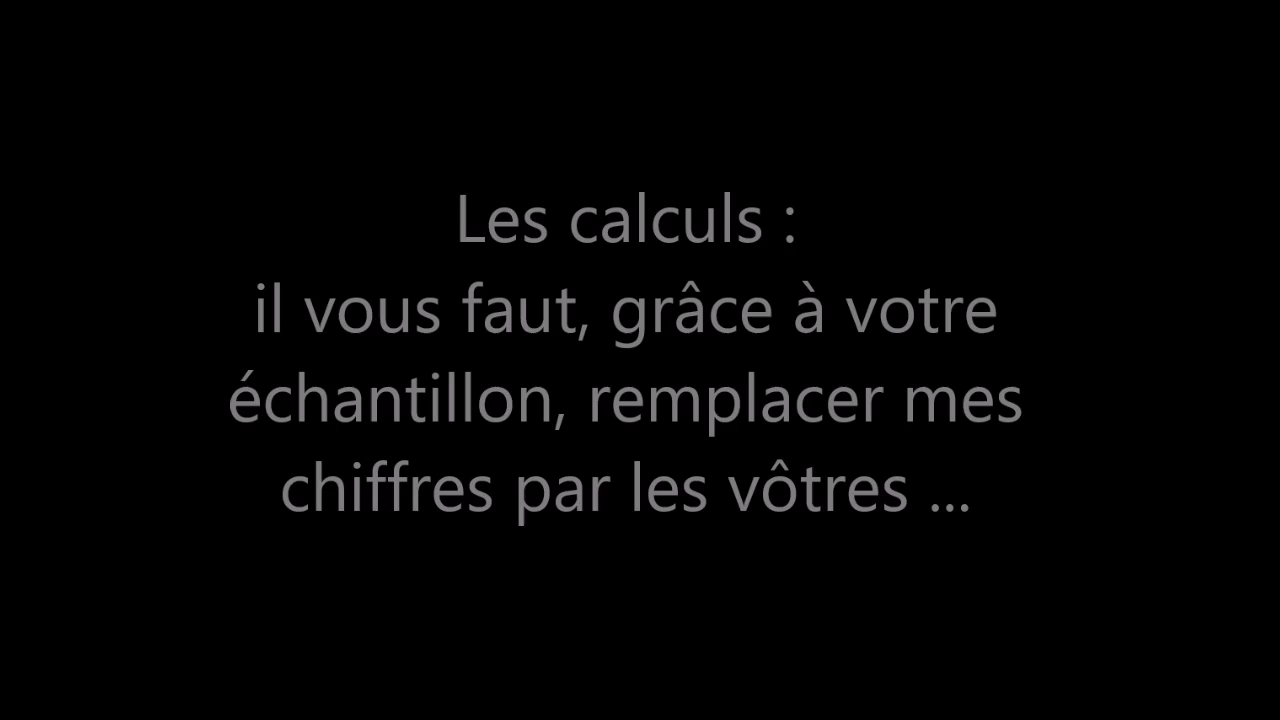 Les calculs :
il vous faut, grâce à votre
échantillon, remplacer mes
chiffres par les vôtres ...